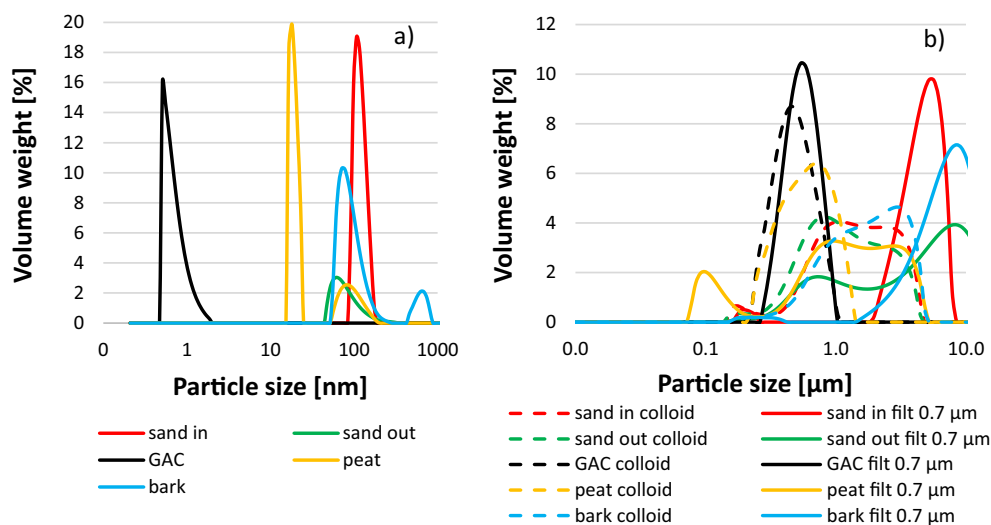 a)
Volume weight [%]
20
18
16
14
12
10
8
6
4
2
0
0 1 10 100 1000
Particle size [nm]
sand in sand out
GAC peat
bark
b)
Volume weight [%]
12
10
8
6
4
2
0
0.0 0.1 1.0 10.0
Particle size [µm]
sand in colloid sand in filt 0.7 µm
sand out colloid sand out filt 0.7 µm
GAC colloid GAC filt 0.7 µm
peat colloid peat filt 0.7 µm
bark colloid bark filt 0.7 µm